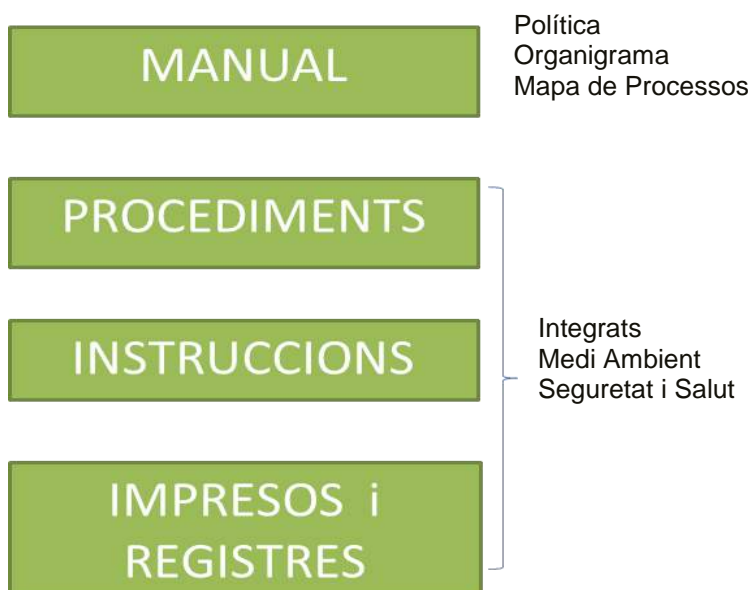 MANUAL
Política
Organigrama
Mapa de Processos
PROCEDIMENTS
INSTRUCCIONS
Integrats
Medi Ambient
Seguretat i Salut
IMPRESOS i
REGISTRES